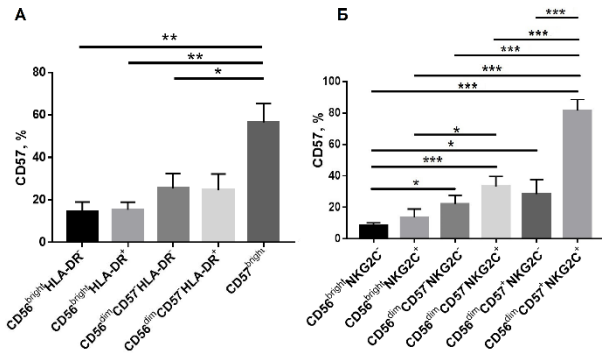 А
**
**
*
80
60
40
20
0
CD57, %
CD56brightHLA-DR-
CD56brightHLA-DR+
CD56dimCD57-HLA-DR-
CD56dimCD57-HLA-DR+
CD57bright
Б
***
***
***
***
***
*
*
***
*
100
80
60
40
20
0
CD57, %
CD56brightNKG2C-
CD56brightNKG2C+
CD56dimCD57-NKG2C-
CD56dimCD57-NKG2C+
CD56dimCD57+NKG2C-
CD56dimCD57+NKG2C+